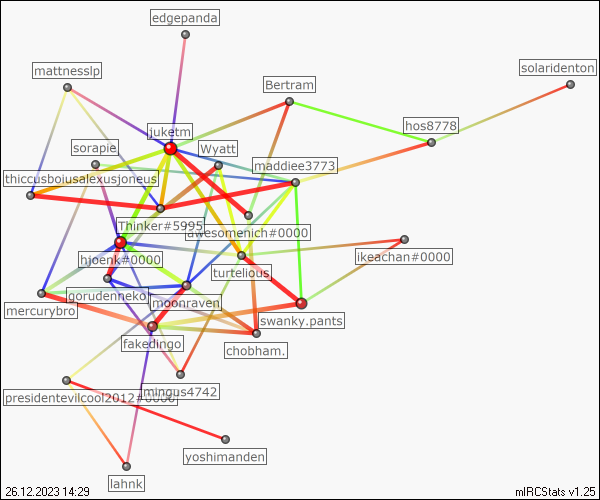 edgepanda
mattnesslp
solaridenton
Bertram
juketm
hos8778
sorapie
Wyatt
maddiee3773
thiccusboiusalexusjoneus
Thinker#5995
awesomenich#0000
hjoenk#0000
ikeachan#0000
turtelious
gorudenneko
moonraven
mercurybro
swanky.pants
fakedingo
chobham.
mingus4742
presidentevilcool2012#0000
yoshimanden
lahnk
26.12.2023 14:29
mIRCStats v1.25